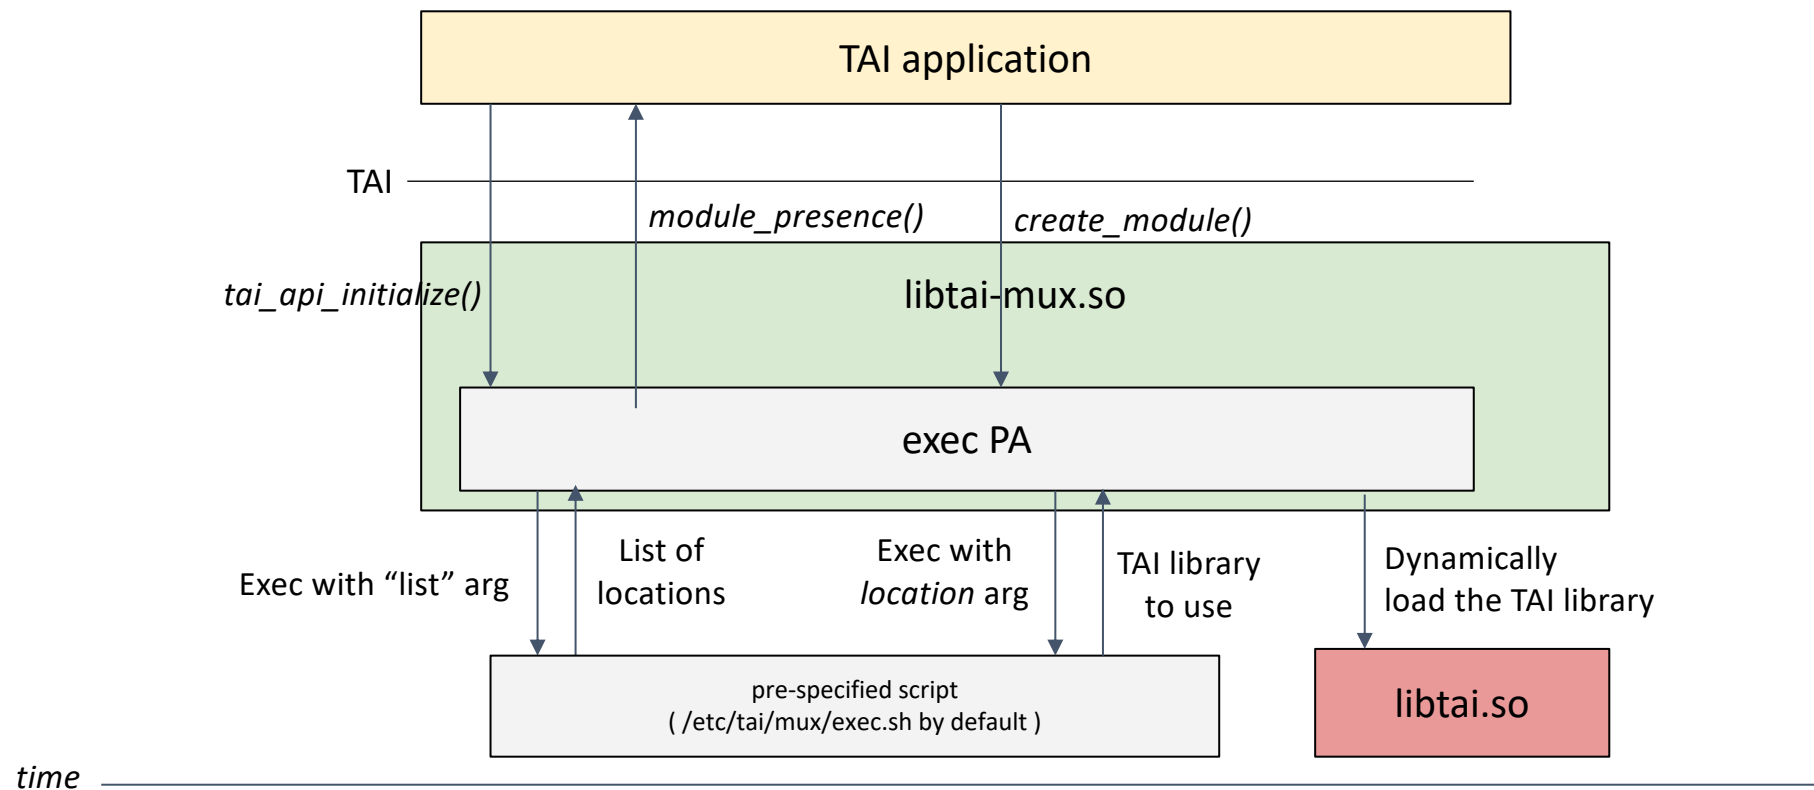 TAI application
TAI
module_presence()
create_module()
tai_api_initialize()
libtai-mux.so
exec PA
Exec with “list” arg
List of
locations
Exec with
location arg
TAI library
to use
Dynamically
load the TAI library
pre-specified script
( /etc/tai/mux/exec.sh by default )
libtai.so
time